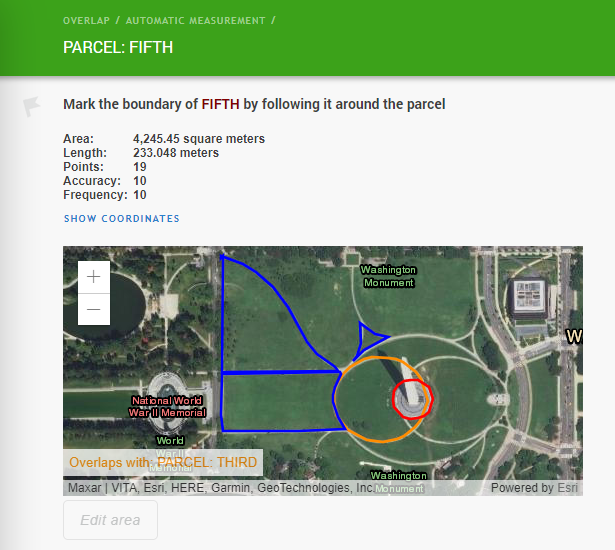 OVERLAP / AUTOMATIC MEASUREMENT /
PARCEL: FIFTH
Mark the boundary of FIFTH by following it around the parcel
Area: 4,245.45 square meters
Length: 233.048 meters
Points: 19
Accuracy: 10
Frequency: 10
SHOW COORDINATES
+
−
Washington
Monument
W
National World
War II Memorial
World
War II
Memorial
Overlaps with: PARCEL: THIRD
Washington
Monument
Maxar | VITA, Esri, HERE, Garmin, GeoTechnologies, Inc.
Powered by Esri
Edit area